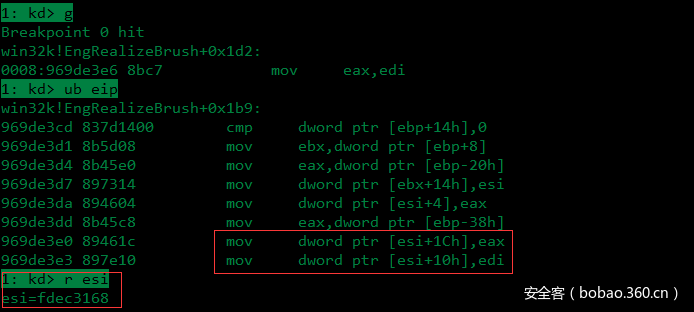 1: kd> g
Breakpoint 0 hit
win32k!EngRealizeBrush+0x1d2:
0008:969de3e6 8bc7 mov eax,edi
1: kd> ub eip
win32k!EngRealizeBrush+0x1b9:
969de3cd 837d1400 cmp dword ptr [ebp+14h],0
969de3d1 8b5d08 mov ebx,dword ptr [ebp+8]
969de3d4 8b45e0 mov eax,dword ptr [ebp-20h]
969de3d7 897314 mov dword ptr [ebx+14h],esi
969de3da 894604 mov dword ptr [esi+4],eax
969de3dd 8b45c8 mov eax,dword ptr [ebp-38h]
969de3e0 89461c mov dword ptr [esi+1Ch],eax
969de3e3 897e10 mov dword ptr [esi+10h],edi
1: kd> r esi
esi=fdec3168
安全客（bobao.360.cn）